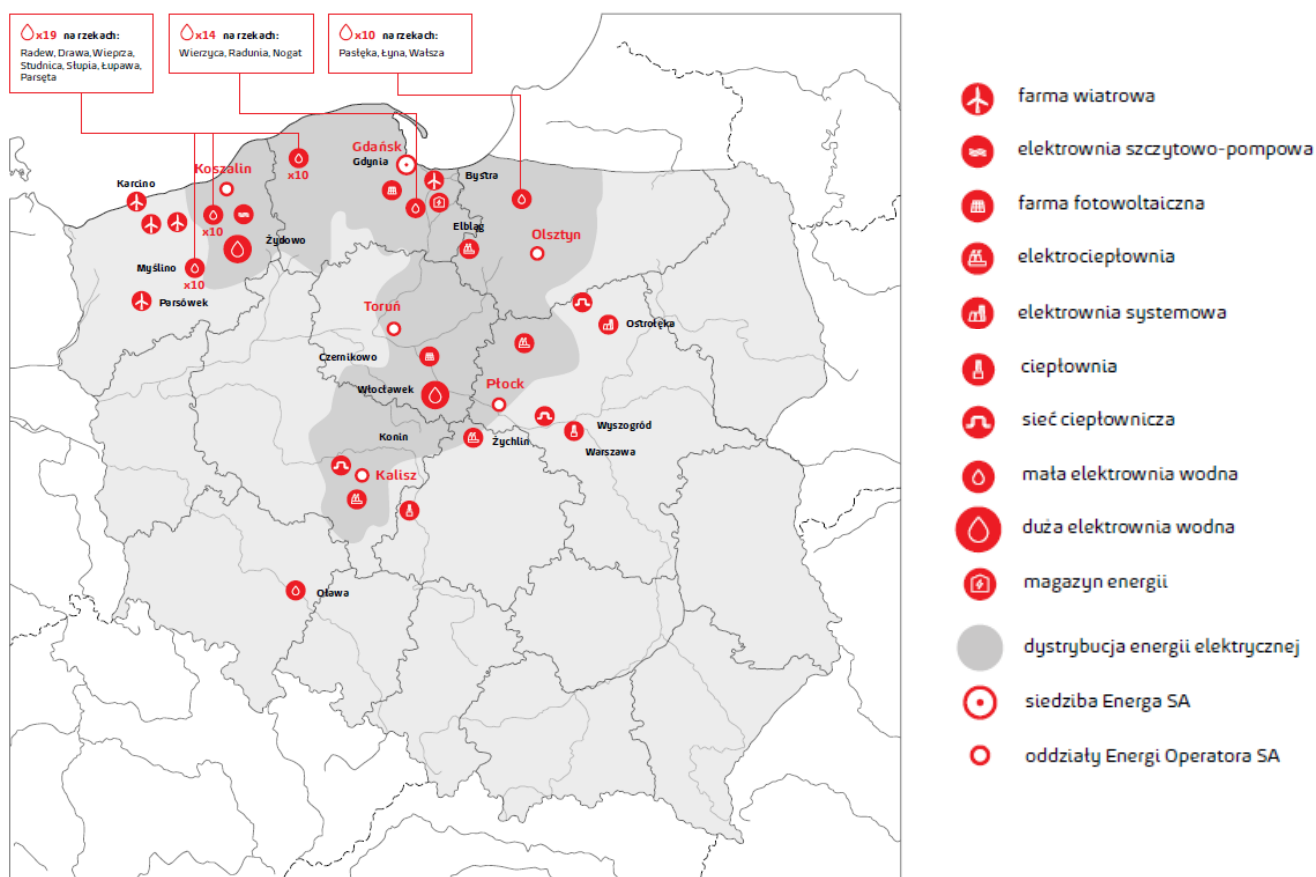 x19 na rzekach:
Radew, Drawa, Wieprza,
Studnica, Słupia, Łupawa,
Parsęta
x14 na rzekach:
Wierzyca, Radunia, Nogat
x10 na rzekach:
Pasłęka, Łyna, Wałsza
Gdańsk
Gdynia
Koszalin
x10
Bystra
Karcino
x10
Żydowo
Elbląg
Olsztyn
Myślino
x10
Parsówek
Toruń
Ostrołęka
Czernikowo
Włocławek
Płock
Wyszogród
Konin
Żychlin
Warszawa
Kalisz
Oława
farma wiatrowa
elektrownia szczytowo-pompowa
farma fotowoltaiczna
elektrociepłownia
elektrownia systemowa
ciepłownia
sieć ciepłownicza
mała elektrownia wodna
duża elektrownia wodna
magazyn energii
dystrybucja energii elektrycznej
siedziba Energa SA
oddziały Energi Operatora SA